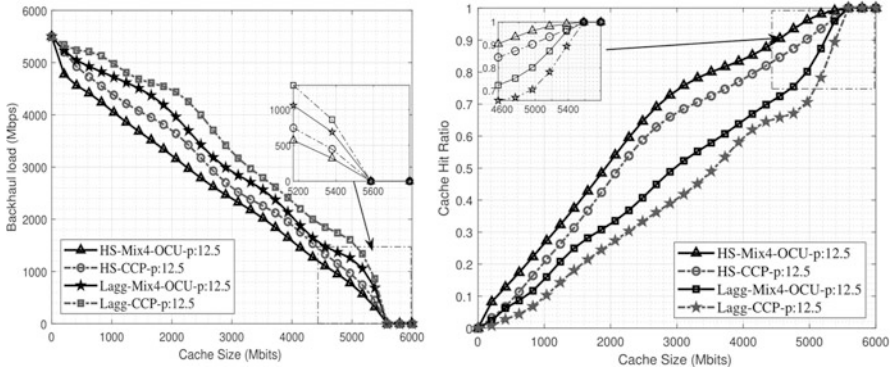 6000
5000
4000
3000
2000
1000
0
Backhaul load (Mbps)
1000
500
0
5200 5400 5600
HS-Mix4-OCU-p:12.5
HS-CCP-p:12.5
Lagg-Mix4-OCU-p:12.5
Lagg-CCP-p:12.5
0 1000 2000 3000 4000 5000 6000
Cache Size (Mbits)
1
0.9
0.8
0.7
0.6
0.5
0.4
0.3
0.2
0.1
0
Cache Hit Ratio
1
0.9
0.8
0.7
4600 5000 5400
HS-Mix4-OCU-p:12.5
HS-CCP-p:12.5
Lagg-Mix4-OCU-p:12.5
Lagg-CCP-p:12.5
0 1000 2000 3000 4000 5000 6000
Cache Size (Mbits)